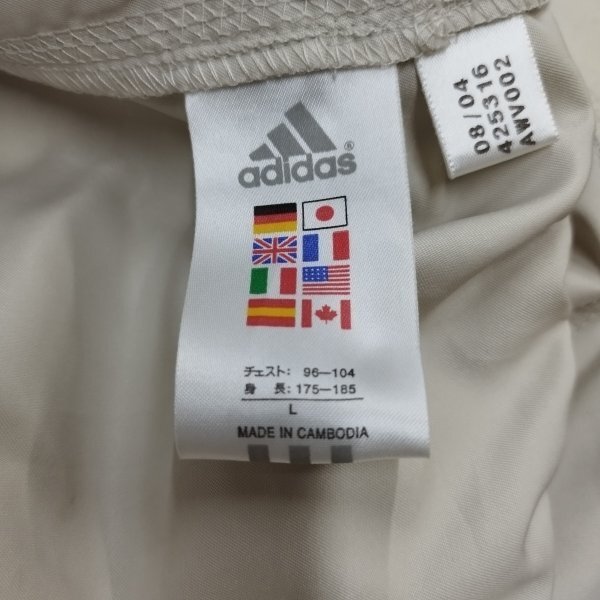 adidas®
チェスト: 96—104
身　長: 175—185
L
MADE IN CAMBODIA
08/04
425316
AWV002